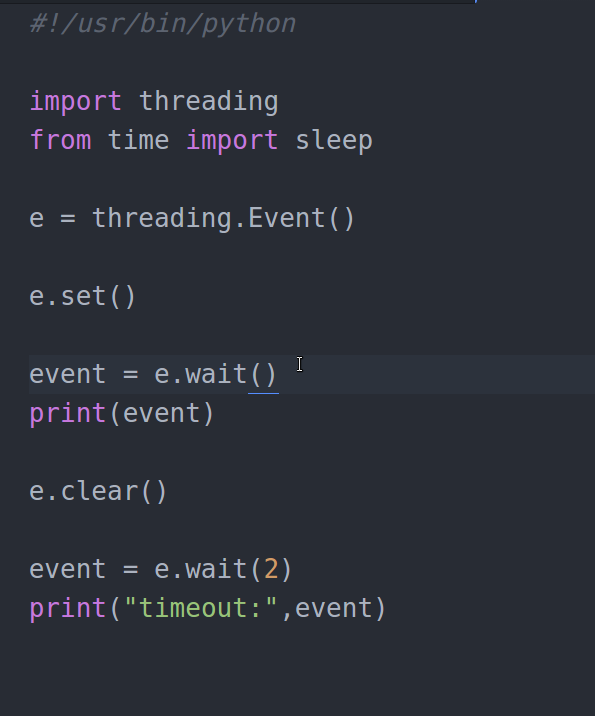 #!/usr/bin/python
import threading
from time import sleep
e = threading.Event()
e.set()
event = e.wait()
print(event)
e.clear()
event = e.wait(2)
print("timeout:",event)